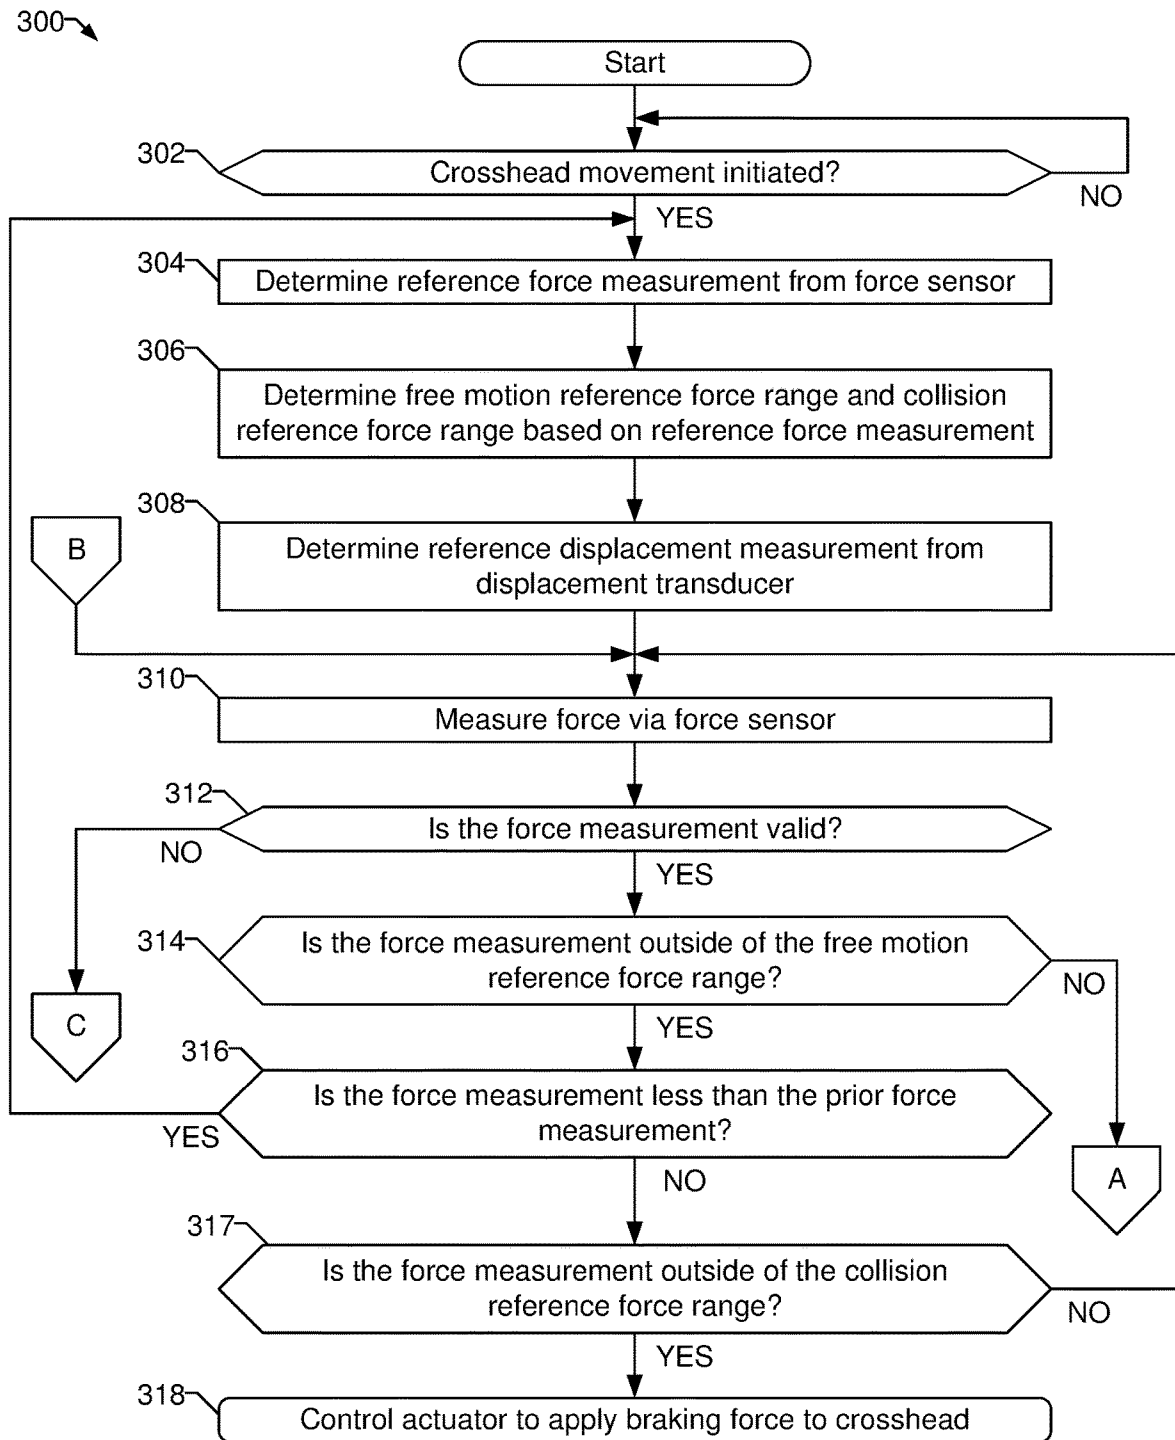 300
Start
302
Crosshead movement initiated?
NO
YES
304
Determine reference force measurement from force sensor
306
Determine free motion reference force range and collision
reference force range based on reference force measurement
308
B
Determine reference displacement measurement from
displacement transducer
310
Measure force via force sensor
312
Is the force measurement valid?
NO
YES
314
Is the force measurement outside of the free motion
reference force range?
NO
C
YES
316
Is the force measurement less than the prior force
measurement?
YES
A
NO
317
Is the force measurement outside of the collision
reference force range?
NO
YES
318
Control actuator to apply braking force to crosshead